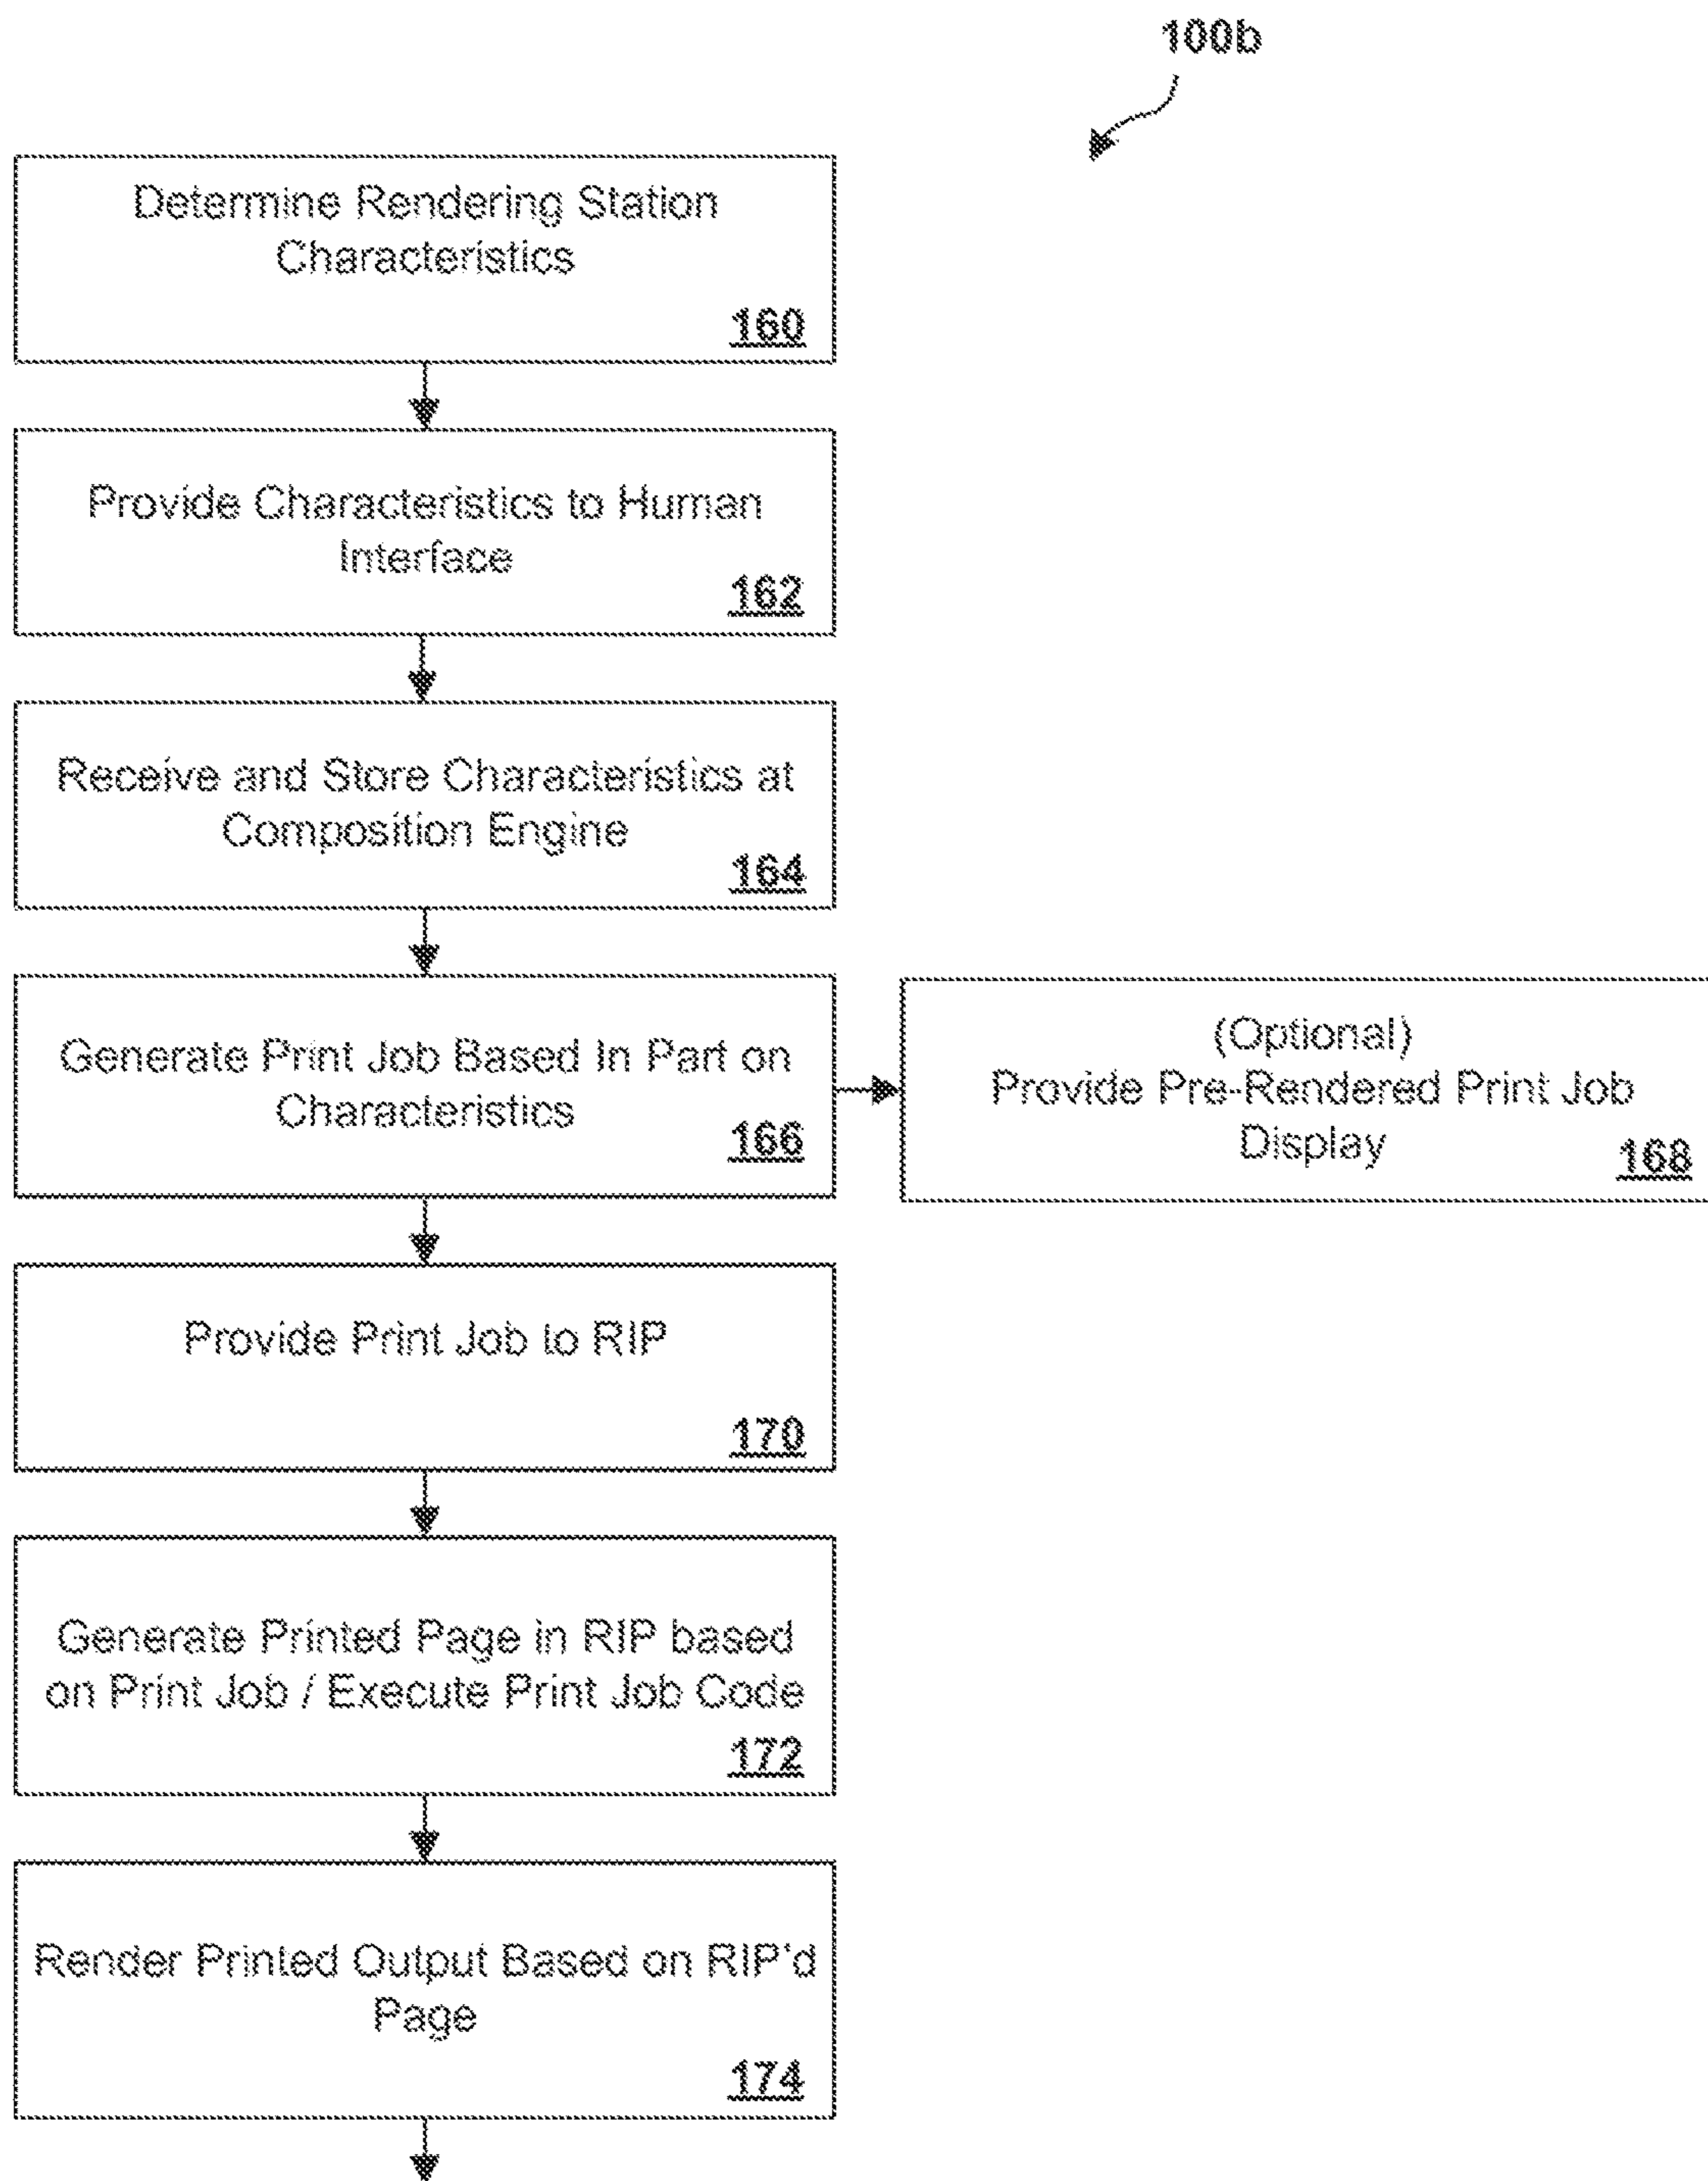 100b
Determine Rendering Station
Characteristics
160
Provide Characteristics to Human
Interface
162
Receive and Store Characteristics at
Composition Engine
164
Generate Print Job Based In Part on
Characteristics
166
(Optional)
Provide Pre-Rendered Print Job
Display
168
Provide Print Job to RIP
170
Generate Printed Page in RIP based
on Print Job / Execute Print Job Code
172
Render Printed Output Based on RIP'd
Page
174